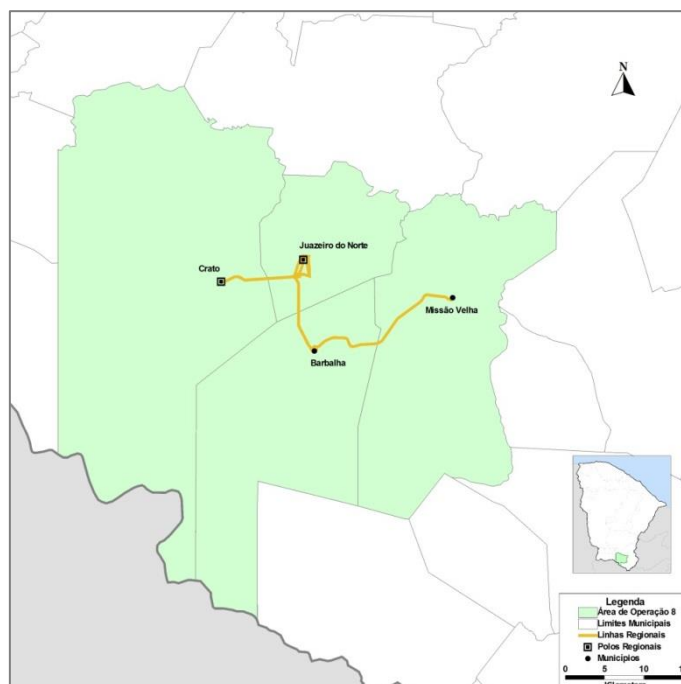 N
Juazeiro do Norte
Crato
Missão Velha
Barbalha
Legenda
Área de Operação 8
Limites Municipais
Linhas Regionais
Polos Regionais
Municípios
0 5 10